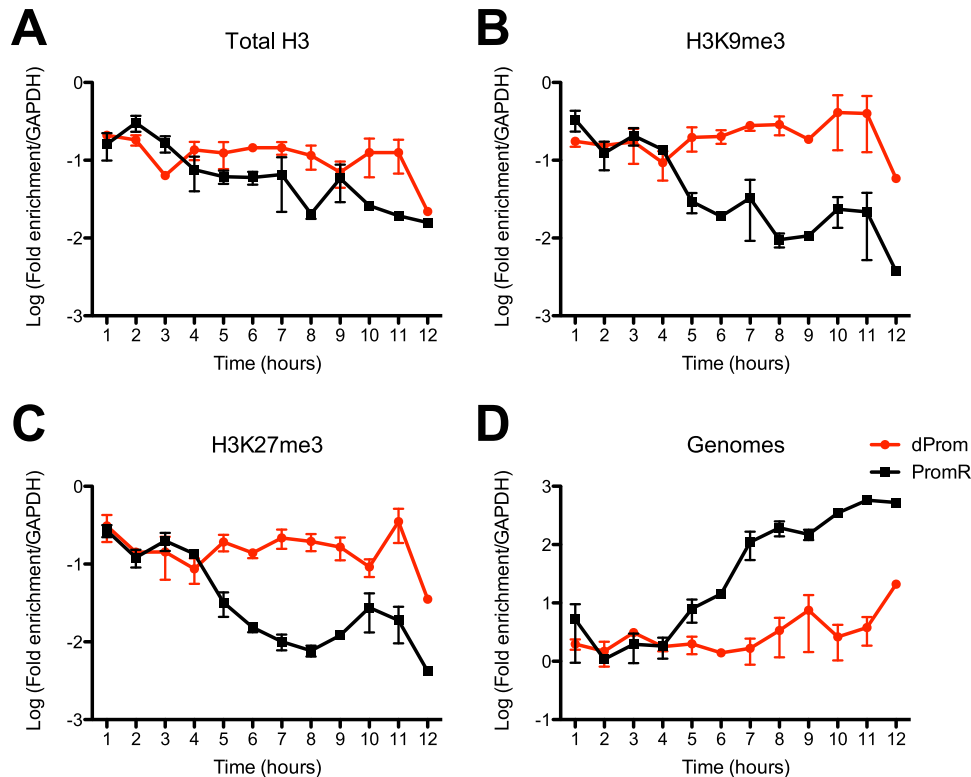 A
Total H3
0
-1
-2
-3
Log (Fold enrichment/GAPDH)
1 2 3 4 5 6 7 8 9 10 11 12
Time (hours)
B
H3K9me3
0
-1
-2
-3
Log (Fold enrichment/GAPDH)
1 2 3 4 5 6 7 8 9 10 11 12
Time (hours)
C
H3K27me3
0
-1
-2
-3
Log (Fold enrichment/GAPDH)
1 2 3 4 5 6 7 8 9 10 11 12
Time (hours)
D
Genomes
dProm
PromR
3
2
1
0
-1
Log (Fold enrichment/GAPDH)
1 2 3 4 5 6 7 8 9 10 11 12
Time (hours)